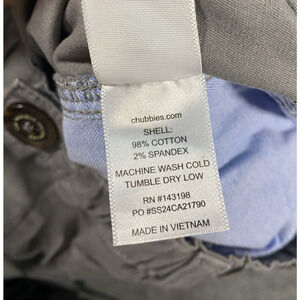 chubbies.com
SHELL:
98% COTTON
2% SPANDEX
MACHINE WASH COLD
TUMBLE DRY LOW
RN #143198
PO #SS24CA21790
MADE IN VIETNAM